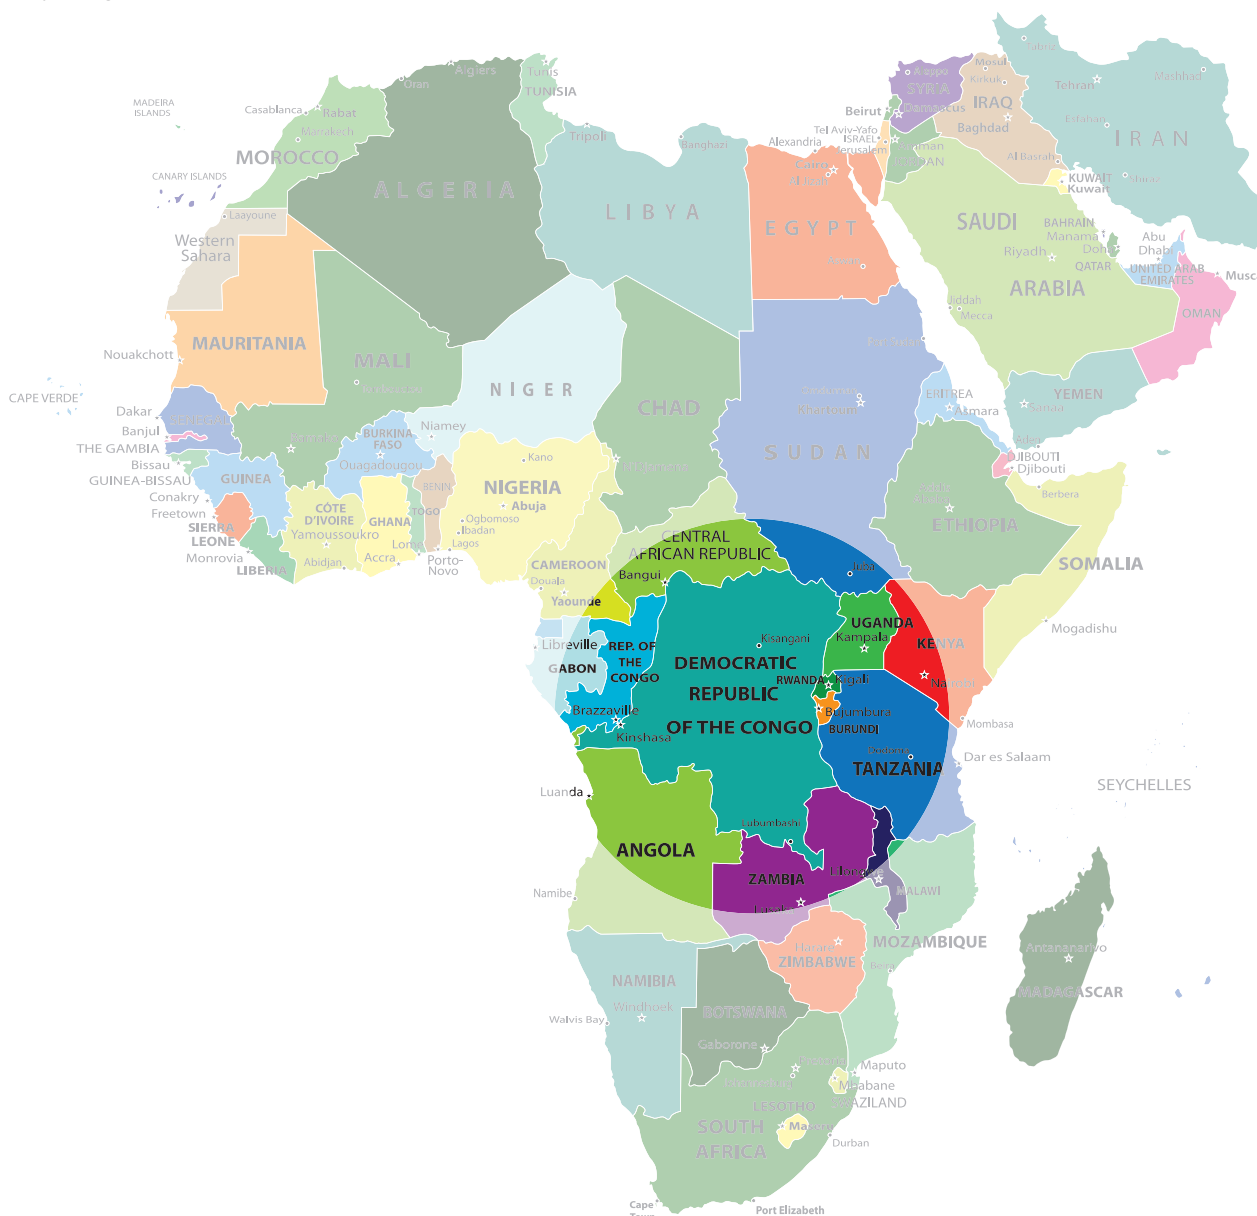 MADEIRA
ISLANDS
Casablanca
Rabat
Marrakech
MOROCCO
CANARY ISLANDS
Laayoune
Western
Sahara
Oran
Algiers
ALGERIA
Tunis
TUNISIA
Tripoli
Banghazi
LIBYA
Alexandria
Cairo
EGYPT
Aleppo
SYRIA
Damascus
Beirut
Tel Aviv-Yafo
ISRAEL
Jerusalem
Amman
JORDAN
Mosul
Kirkuk
IRAQ
Baghdad
Al Basrah
Tabriz
Tehran
Mashhad
Esfahan
IRAN
Shiraz
KUWAIT
Kuwait
SAUDI
ARABIA
Riyadh
Jiddah
Mecca
BAHRAIN
Manama
Doha
QATAR
Abu
Dhabi
UNITED ARAB
EMIRATES
Musca
OMAN
YEMEN
Sanaa
Aden
MAURITANIA
Nouakchott
MALI
NIGER
Niamey
CHAD
SUDAN
Khartoum
ERITREA
Asmara
DJIBOUTI
Djibouti
Berbera
ETHIOPIA
SOMALIA
Mogadishu
CAPE VERDE
Dakar
SENEGAL
Banjul
THE GAMBIA
Bissau
GUINEA-BISSAU
GUINEA
Conakry
Freetown
SIERRA
LEONE
Monrovia
LIBERIA
CÔTE
D'IVOIRE
Yamoussoukro
Abidjan
BURKINA
FASO
Ouagadougou
GHANA
Accra
TOGO
Lome
BENIN
Porto-
Novo
Kano
NIGERIA
Abuja
Ogbomoso
Ibadan
Lagos
CAMEROON
Douala
Yaounde
CENTRAL
AFRICAN REPUBLIC
Bangui
Juba
Libreville
GABON
REP. OF
THE
CONGO
Brazzaville
Kinshasa
Kisangani
DEMOCRATIC
REPUBLIC
OF THE CONGO
Lubumbashi
UGANDA
Kampala
KENYA
Nairobi
Mombasa
RWANDA
Kigali
Bujumbura
BURUNDI
TANZANIA
Dar es Salaam
SEYCHELLES
Luanda
ANGOLA
Namibe
ZAMBIA
Lusaka
MALAWI
MOZAMBIQUE
Beira
Harare
ZIMBABWE
NAMIBIA
Windhoek
Walvis Bay
BOTSWANA
Gaborone
Antananarivo
MADAGASCAR
Maputo
Mbabane
SWAZILAND
LESOTHO
Maseru
SOUTH
AFRICA
Durban
Cape
Town
Port Elizabeth